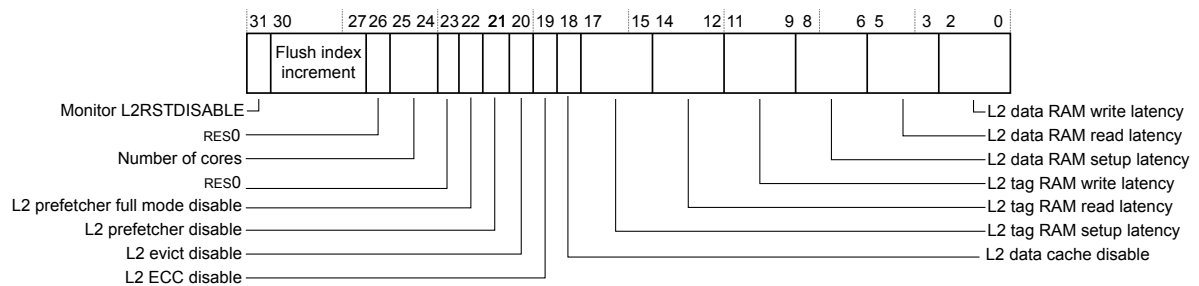 31 30 27 26 25 24 23 22 21 20 19 18 17 15 14 12 11 9 8 6 5 3 2 0
Flush index
increment
Monitor L2RSTDISABLE
RES0
Number of cores
RES0
L2 prefetcher full mode disable
L2 prefetcher disable
L2 evict disable
L2 ECC disable
L2 data RAM write latency
L2 data RAM read latency
L2 data RAM setup latency
L2 tag RAM write latency
L2 tag RAM read latency
L2 tag RAM setup latency
L2 data cache disable